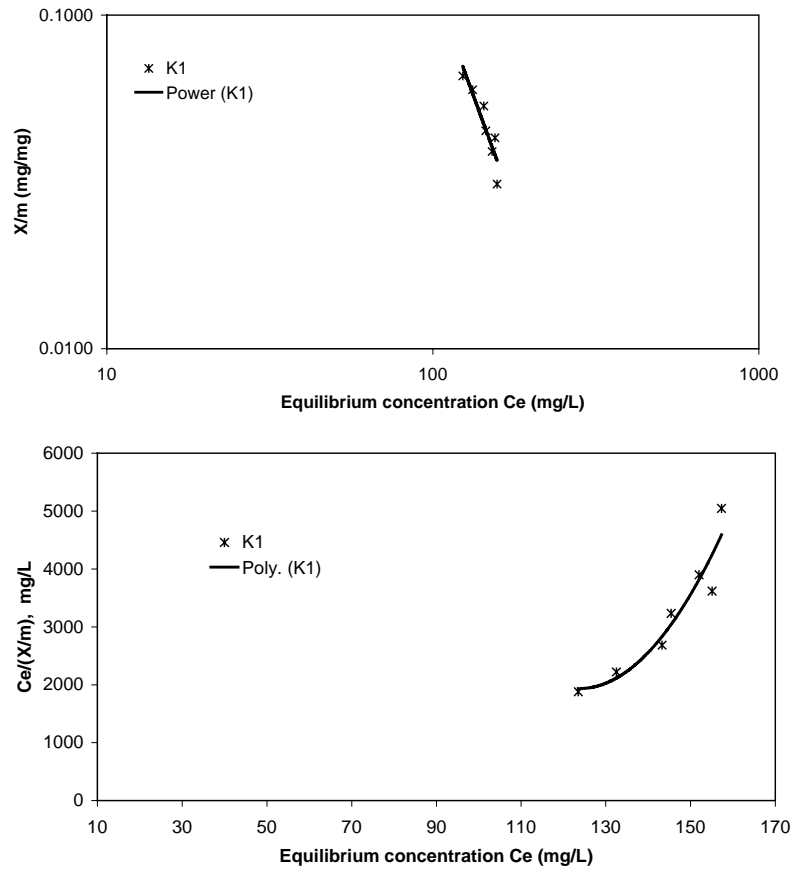 0.1000
K1
Power (K1)
X/m (mg/mg)
0.0100
10 100 1000
Equilibrium concentration Ce (mg/L)
6000
5000
K1
4000
Poly. (K1)
Ce/(X/m), mg/L
3000
2000
1000
0
10 30 50 70 90 110 130 150 170
Equilibrium concentration Ce (mg/L)